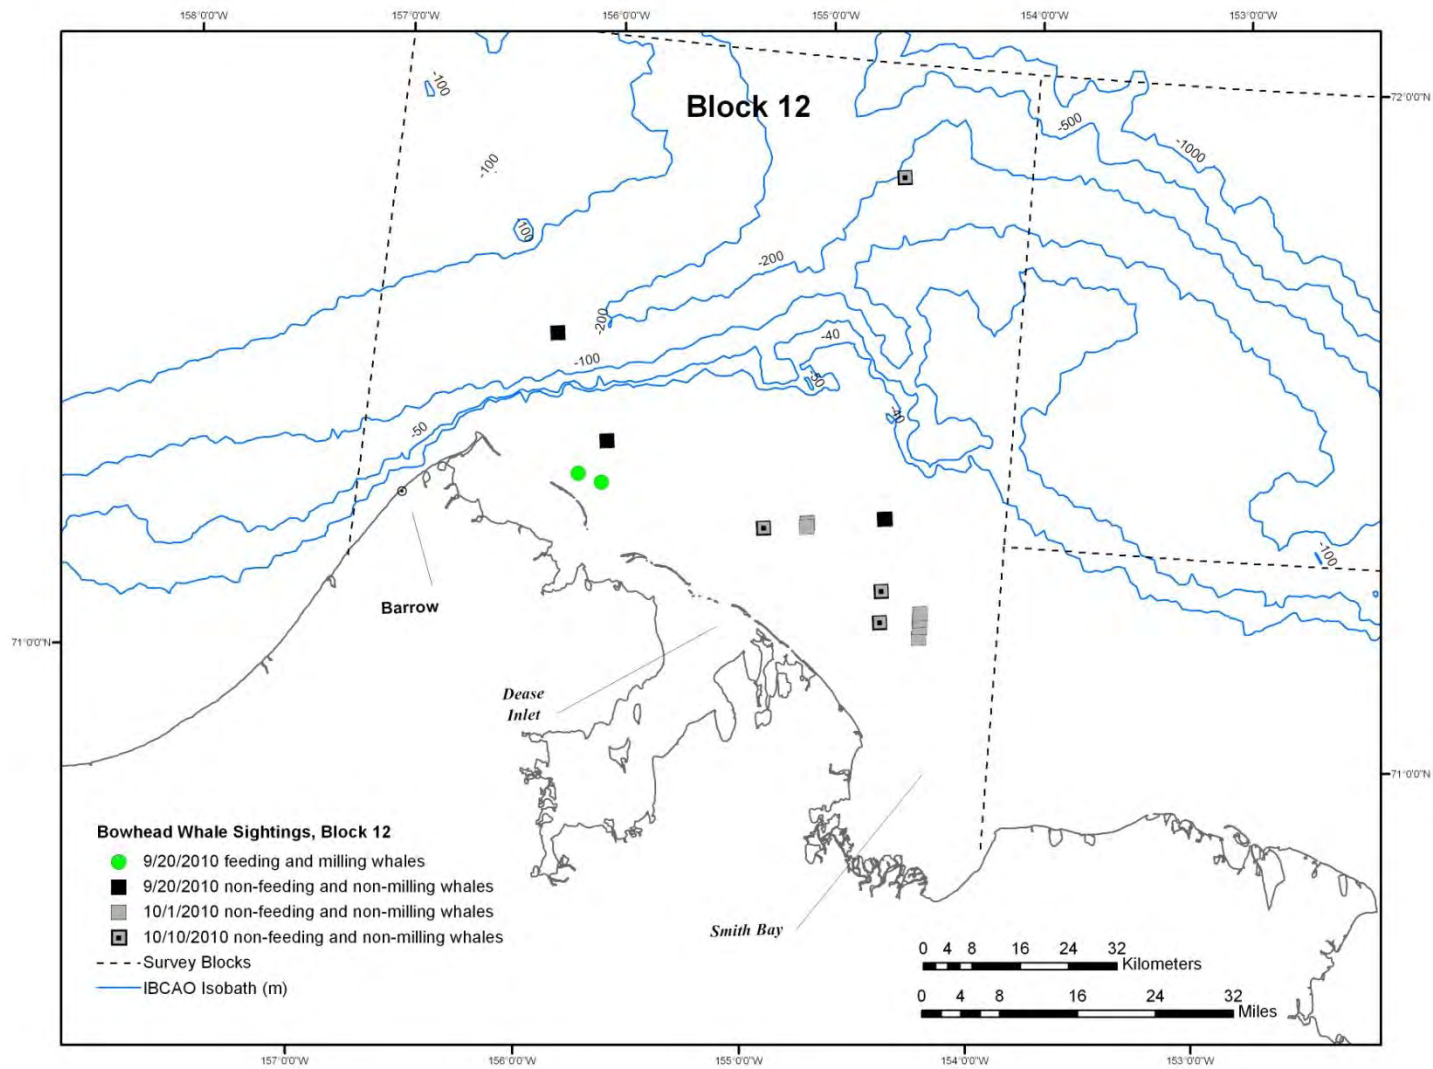 158°0'0"W
157°0'0"W
156°0'0"W
155°0'0"W
154°0'0"W
153°0'0"W
Block 12
72°0'0"N
-100
-500
-1000
-100
-100
-200
-200
-40
-100
-50
-40
-50
-100
Barrow
71°0'0"N
Dease
Inlet
71°0'0"N
Smith Bay
Bowhead Whale Sightings, Block 12
9/20/2010 feeding and milling whales
9/20/2010 non-feeding and non-milling whales
10/1/2010 non-feeding and non-milling whales
10/10/2010 non-feeding and non-milling whales
Survey Blocks
IBCAO Isobath (m)
0 4 8 16 24 32
Kilometers
0 4 8 16 24 32
Miles
157°0'0"W
156°0'0"W
155°0'0"W
154°0'0"W
153°0'0"W